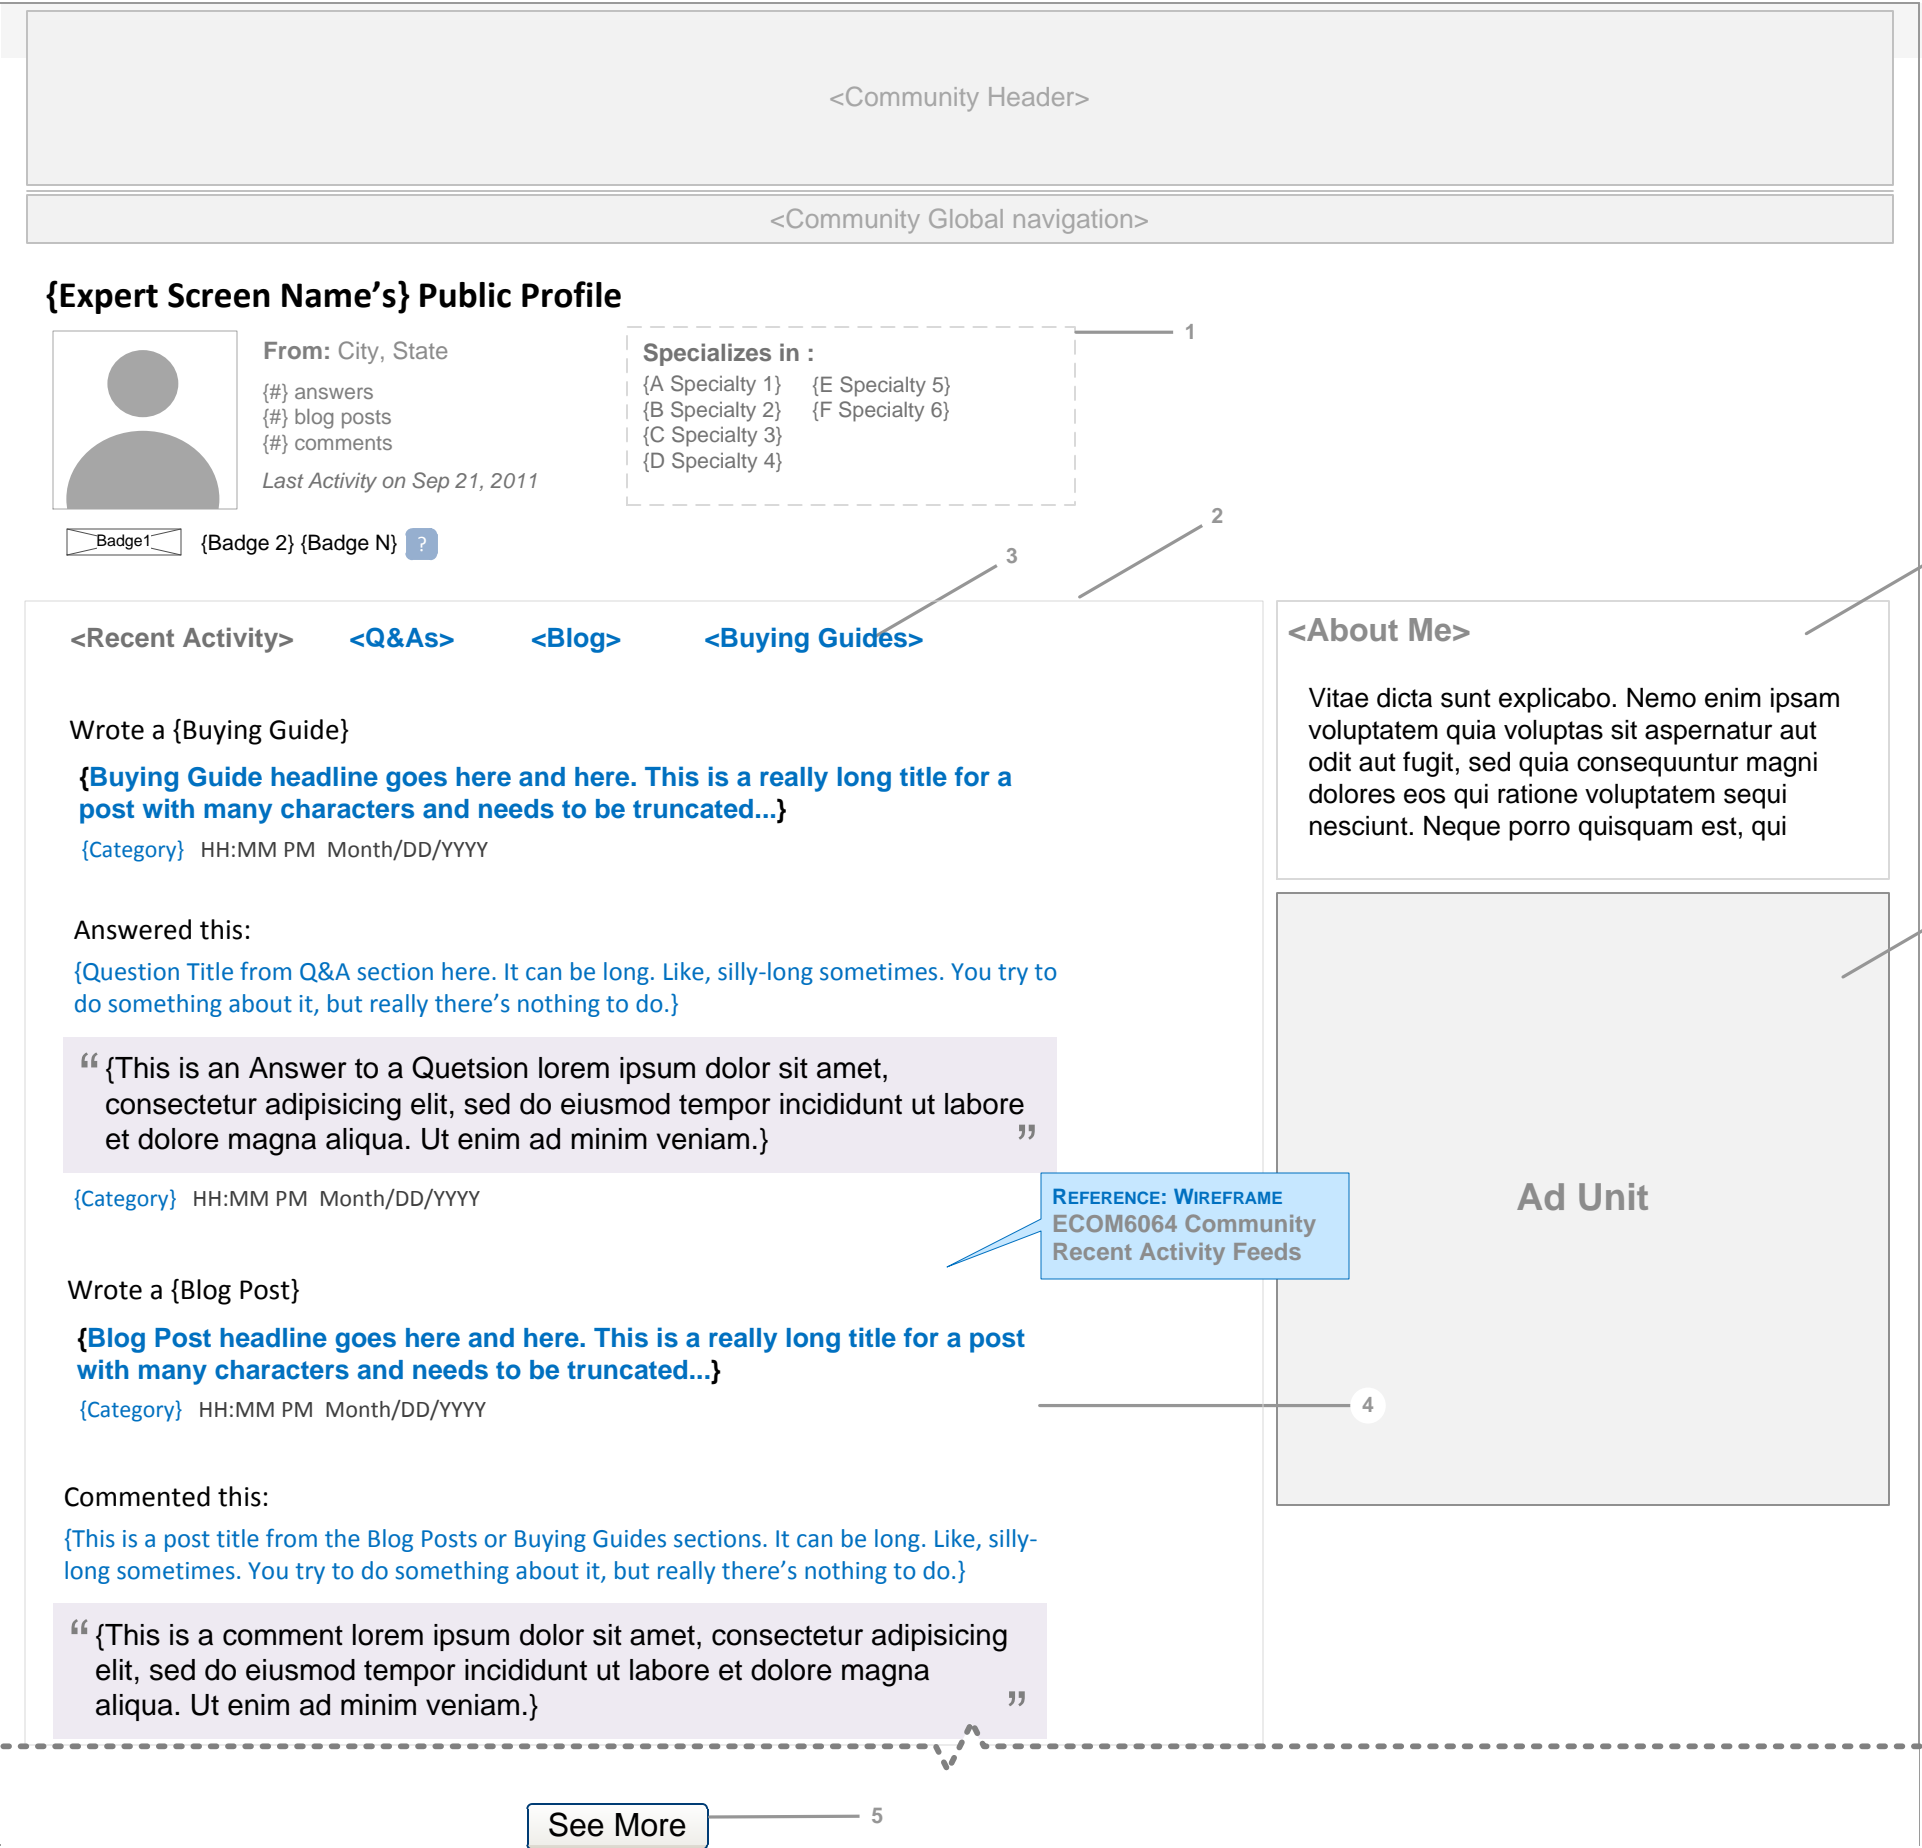 <Community Header>
<Community Global navigation>
{Expert Screen Name’s} Public Profile
From: City, State
{#} answers
{#} blog posts
{#} comments
Last Activity on Sep 21, 2011
Specializes in :
{A Specialty 1} {E Specialty 5}
{B Specialty 2} {F Specialty 6}
{C Specialty 3}
{D Specialty 4}
1
Badge1 {Badge 2} {Badge N} ?
2
3
<Recent Activity> <Q&As> <Blog> <Buying Guides>
Wrote a {Buying Guide}
{Buying Guide headline goes here and here. This is a really long title for a
post with many characters and needs to be truncated...}
{Category} HH:MM PM Month/DD/YYYY
Answered this:
{Question Title from Q&A section here. It can be long. Like, silly-long sometimes. You try to
do something about it, but really there’s nothing to do.}
“ {This is an Answer to a Quetsion lorem ipsum dolor sit amet,
consectetur adipisicing elit, sed do eiusmod tempor incididunt ut labore
et dolore magna aliqua. Ut enim ad minim veniam.} ”
{Category} HH:MM PM Month/DD/YYYY
REFERENCE: WIREFRAME
ECOM6064 Community
Recent Activity Feeds
Wrote a {Blog Post}
{Blog Post headline goes here and here. This is a really long title for a post
with many characters and needs to be truncated...}
{Category} HH:MM PM Month/DD/YYYY
4
Commented this:
{This is a post title from the Blog Posts or Buying Guides sections. It can be long. Like, silly-
long sometimes. You try to do something about it, but really there’s nothing to do.}
“ {This is a comment lorem ipsum dolor sit amet, consectetur adipisicing
elit, sed do eiusmod tempor incididunt ut labore et dolore magna
aliqua. Ut enim ad minim veniam.} ”
<About Me>
Vitae dicta sunt explicabo. Nemo enim ipsam
voluptatem quia voluptas sit aspernatur aut
odit aut fugit, sed quia consequuntur magni
dolores eos qui ratione voluptatem sequi
nesciunt. Neque porro quisquam est, qui
Ad Unit
See More
5